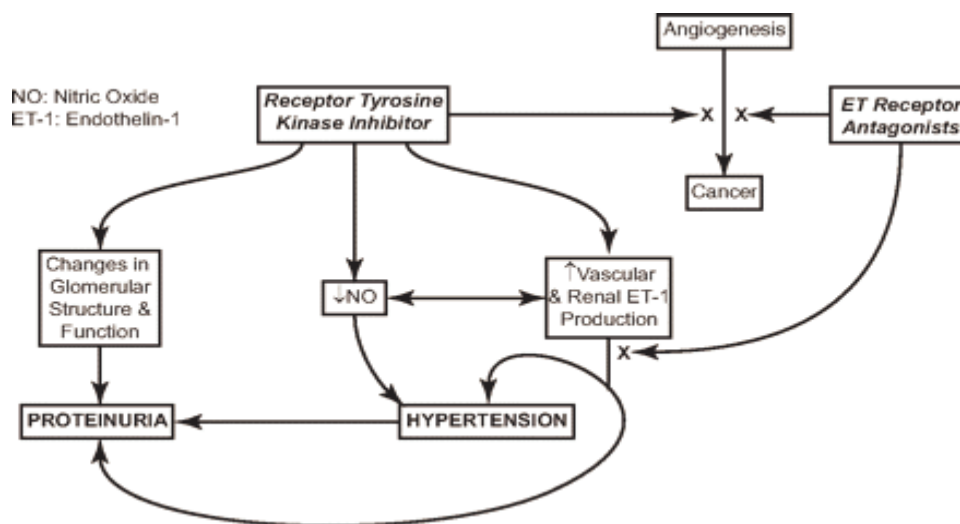 Angiogenesis
NO: Nitric Oxide
ET-1: Endothelin-1
Receptor Tyrosine
Kinase Inhibitor
X
X
ET Receptor
Antagonists
Cancer
Changes in
Glomerular
Structure &
Function
↓NO
↑Vascular
& Renal ET-1
Production
X
PROTEINURIA
HYPERTENSION